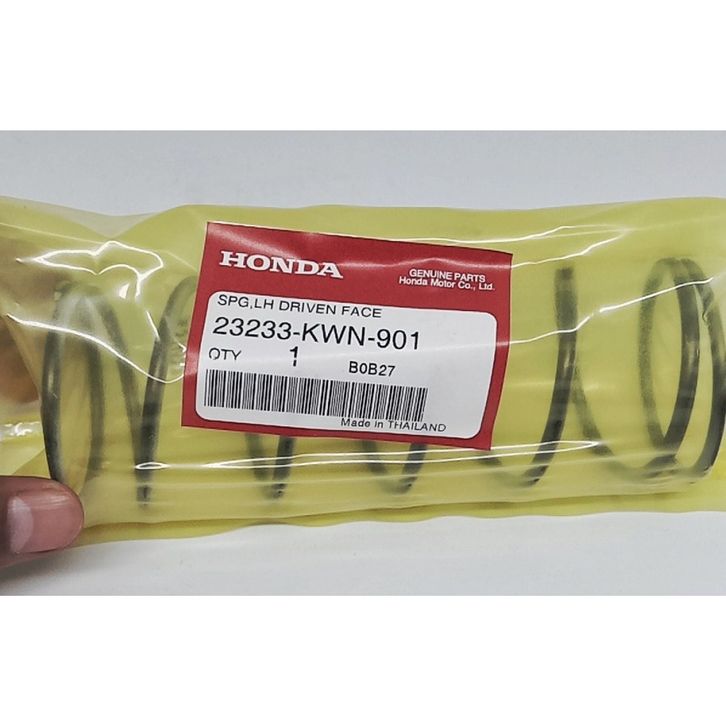 HONDA
GENUINE PARTS
Honda Motor Co., Ltd.
SPG,LH DRIVEN FACE
23233-KWN-901
QTY 1 B0B27
Made in THAILAND